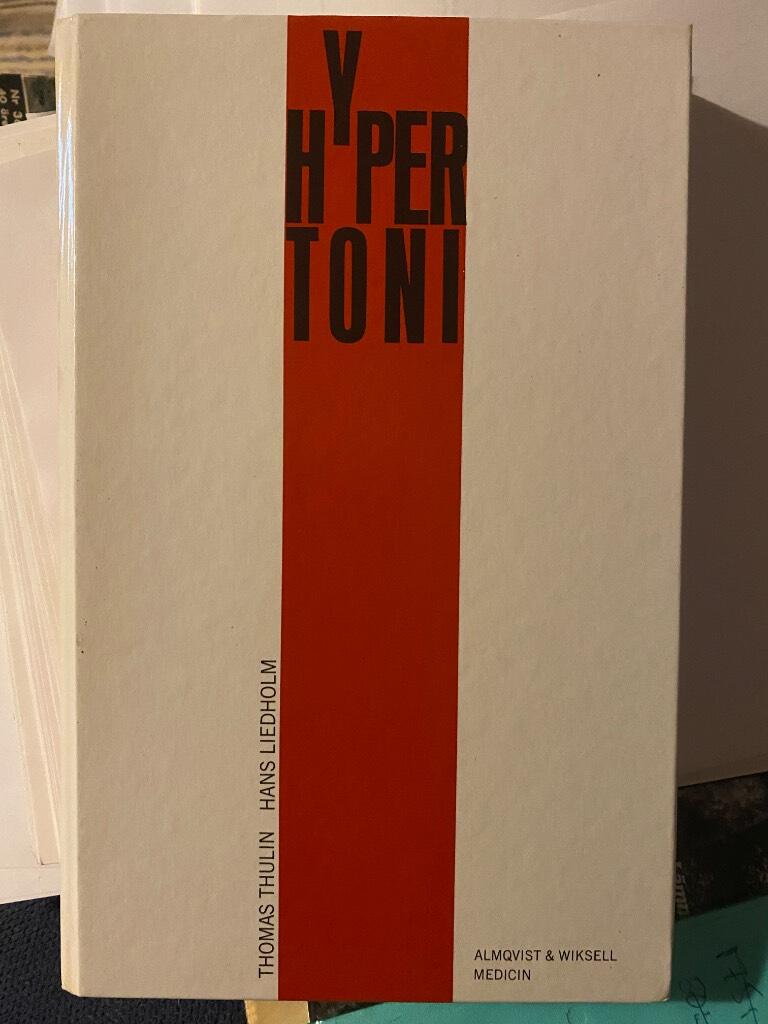 HYPER
TONI
THOMAS THULIN HANS LIEDHOLM
ALMQVIST & WIKSELL
MEDICIN